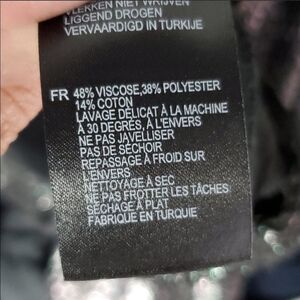 VLEKKEN NIET WRIJVEN
LIGGEND DROGEN
VERVAARDIGD IN TURKIJE
FR 48% VISCOSE,38% POLYESTER
14% COTON
LAVAGE DÉLICAT À LA MACHINE
À 30 DEGRÉS, À L'ENVERS
NE PAS JAVELLISER
PAS DE SÉCHOIR
REPASSAGE À FROID SUR
L'ENVERS
NETTOYAGE À SEC
NE PAS FROTTER LES TÂCHES
SÉCHAGE À PLAT
FABRIQUÉ EN TURQUIE